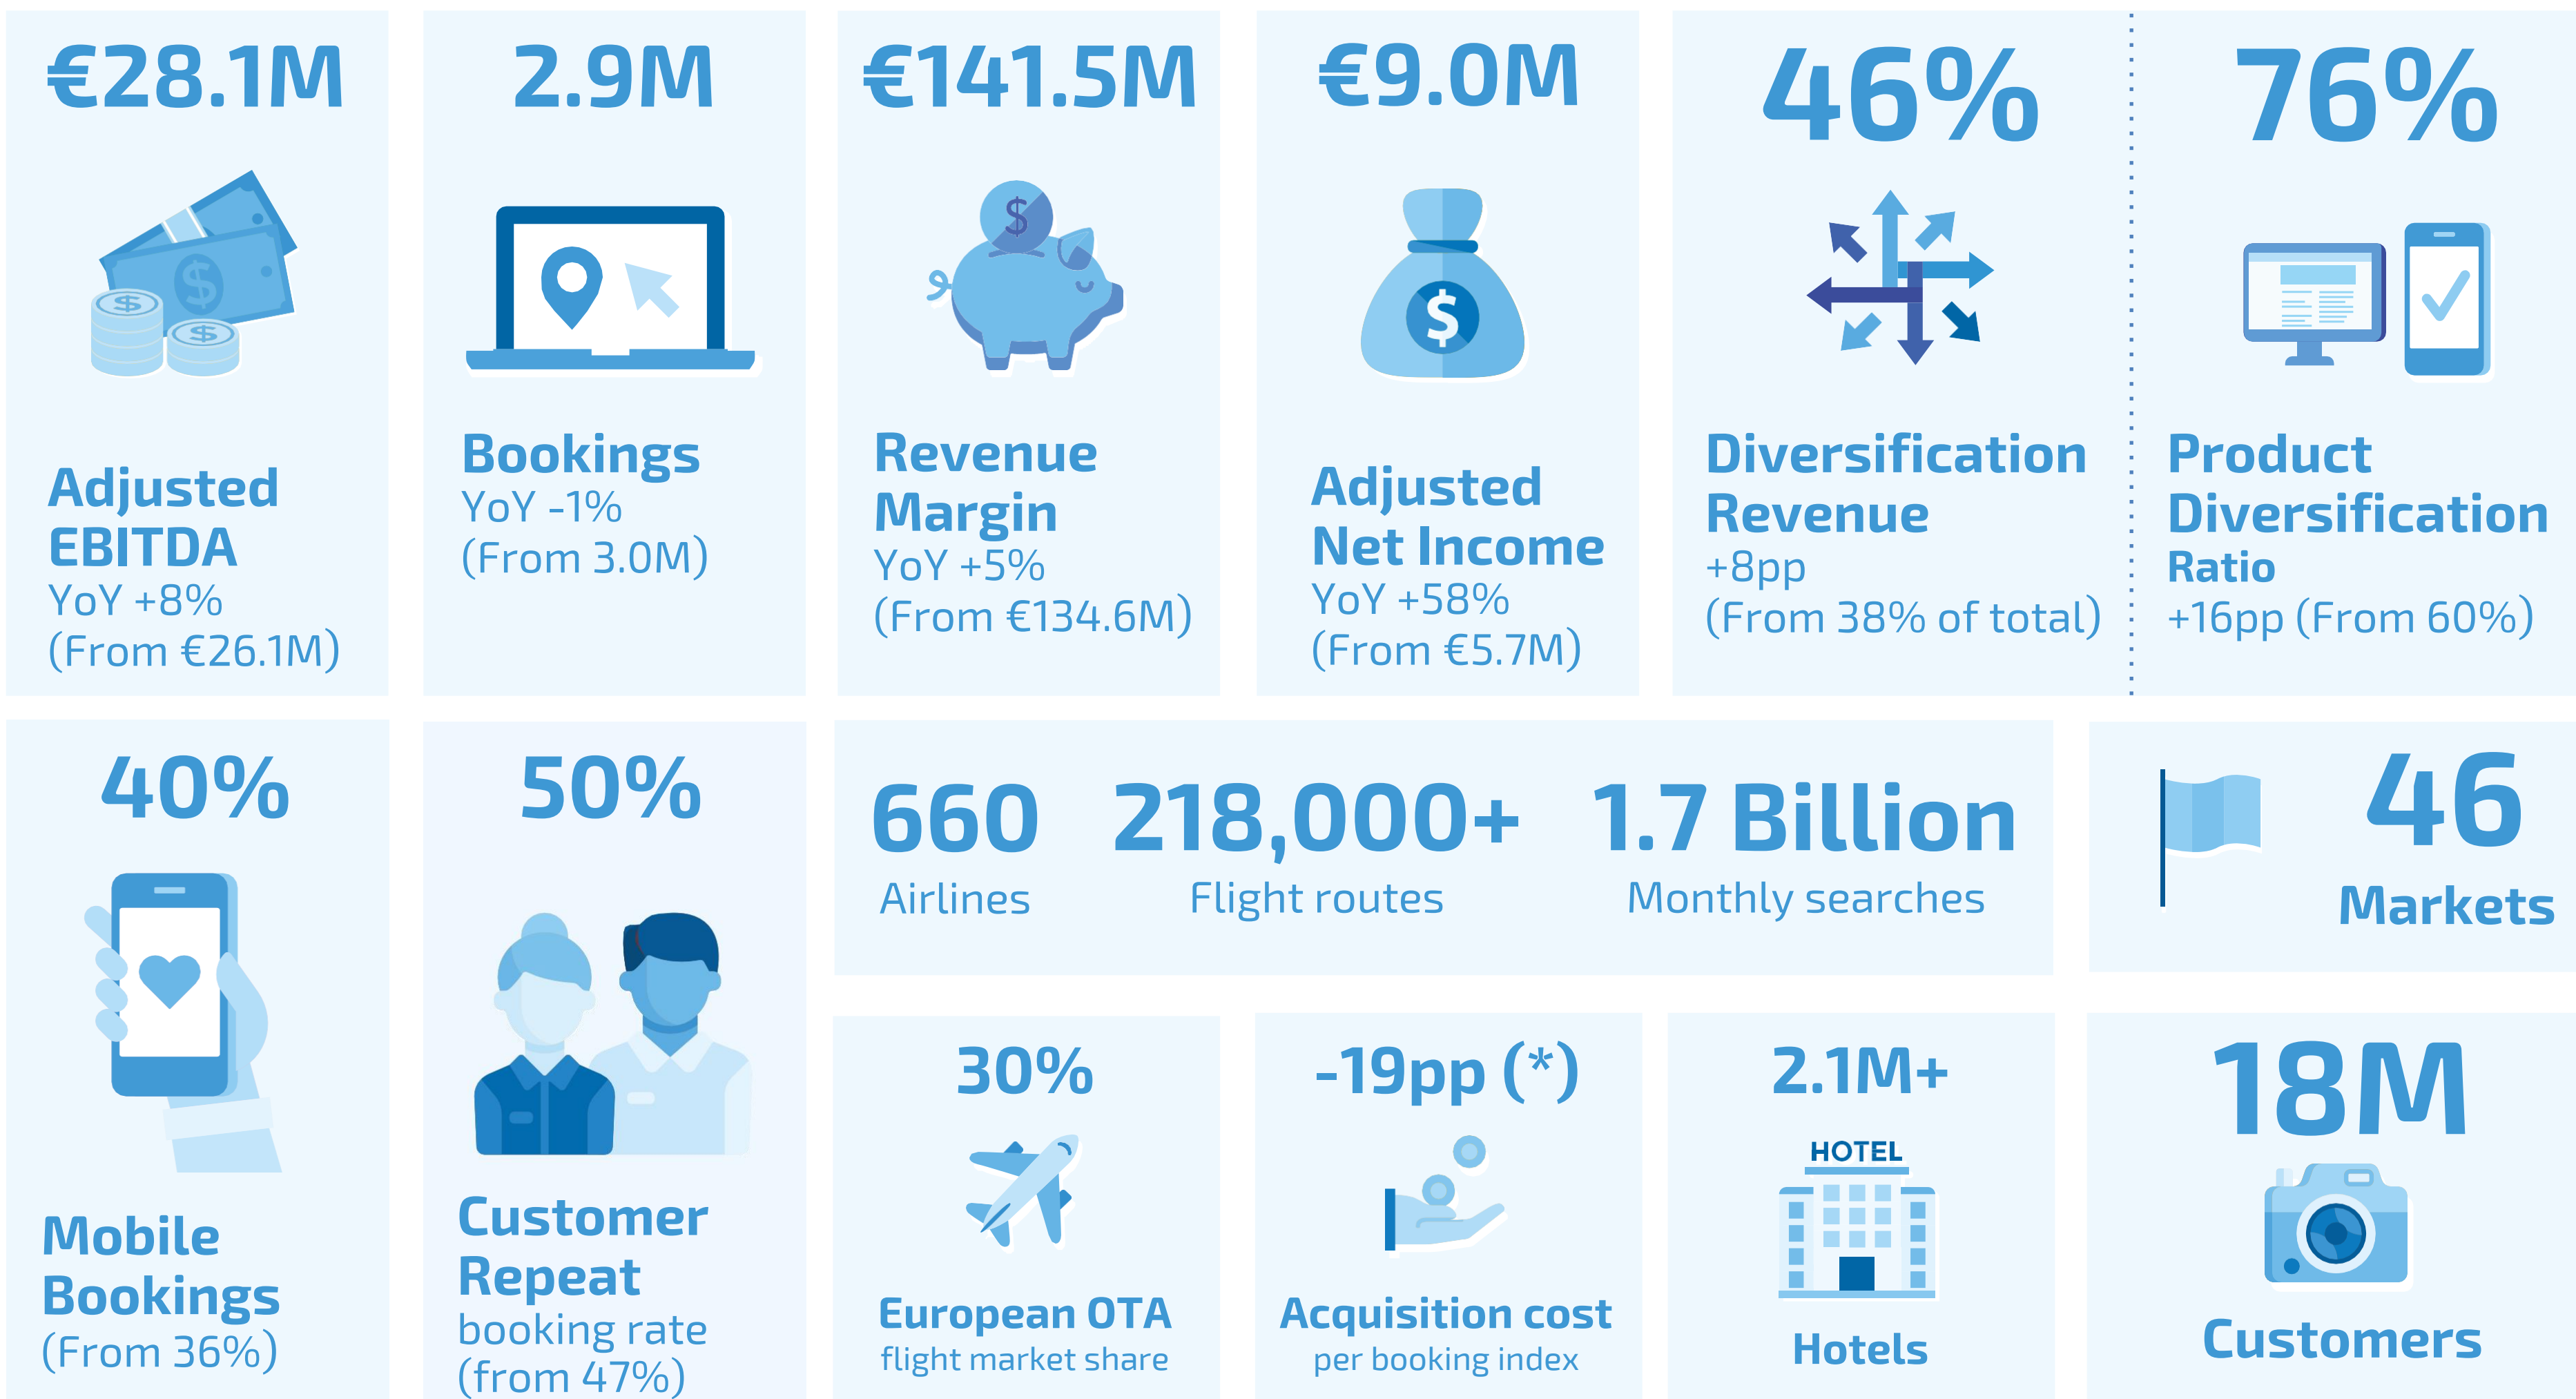 €28.1M
Adjusted
EBITDA
YoY +8%
(From €26.1M)
2.9M
Bookings
YoY -1%
(From 3.0M)
€141.5M
$
Revenue
Margin
YoY +5%
(From €134.6M)
€9.0M
$
Adjusted
Net Income
YoY +58%
(From €5.7M)
46%
Diversification
Revenue
+8pp
(From 38% of total)
76%
Product
Diversification
Ratio
+16pp (From 60%)
40%
Mobile
Bookings
(From 36%)
50%
Customer
Repeat
booking rate
(from 47%)
660
Airlines
218,000+
Flight routes
1.7 Billion
Monthly searches
46
Markets
30%
European OTA
flight market share
-19pp (*)
Acquisition cost
per booking index
2.1M+
HOTEL
Hotels
18M
Customers